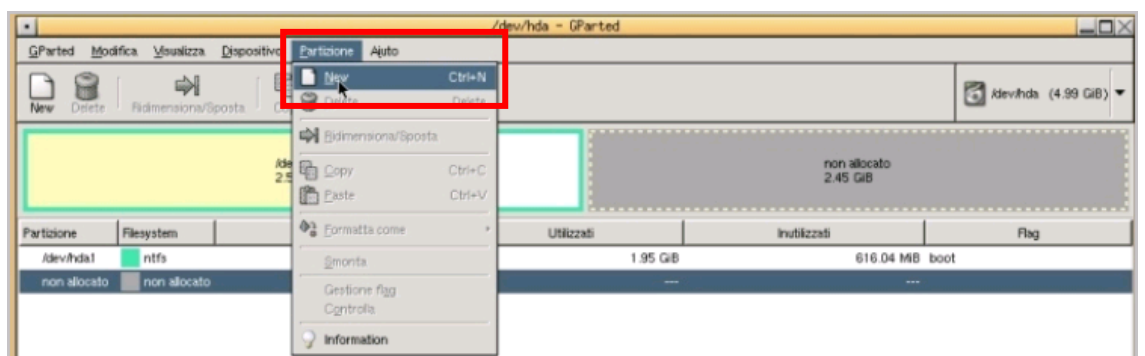 /dev/hda - GParted
GParted Modifica Visualizza Dispositivo Partizione Aiuto
New Delete Ridimensiona/Sposta /dev/hda (4.99 GiB)
New Ctrl+N
Delete Delete
Ridimensiona/Sposta
Copy Ctrl+C
Paste Ctrl+V
Formatta come
Smonta
Gestione flag
Controlla
Information
non allocato
2.45 GiB
Partizione Filesystem Utilizzati Inutilizzati Flag
/dev/hda1 ntfs 1.95 GiB 616.04 MiB boot
non allocato non allocato --- ---